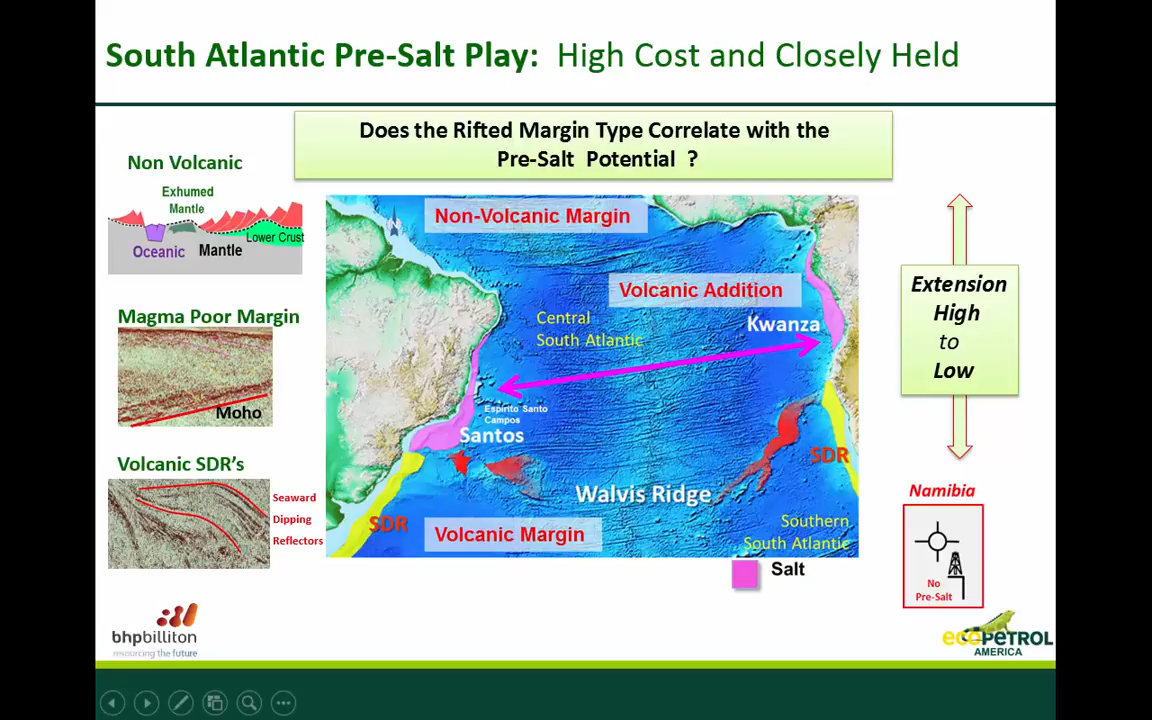 South Atlantic Pre-Salt Play: High Cost and Closely Held
Does the Rifted Margin Type Correlate with the
Pre-Salt Potential ?
Non Volcanic
Exhumed
Mantle
Lower Crust
Oceanic
Mantle
Magma Poor Margin
Moho
Volcanic SDR's
Seaward
Dipping
Reflectors
Non-Volcanic Margin
Volcanic Addition
Kwanza
Central
South Atlantic
Espirito Santo
Campos
Santos
SDR
SDR
Walvis Ridge
Volcanic Margin
Southern
South Atlantic
Salt
Extension
High
to
Low
Namibia
No
Pre-Salt
bhpbilliton
resourcing the future
ecoPETROL
AMERICA